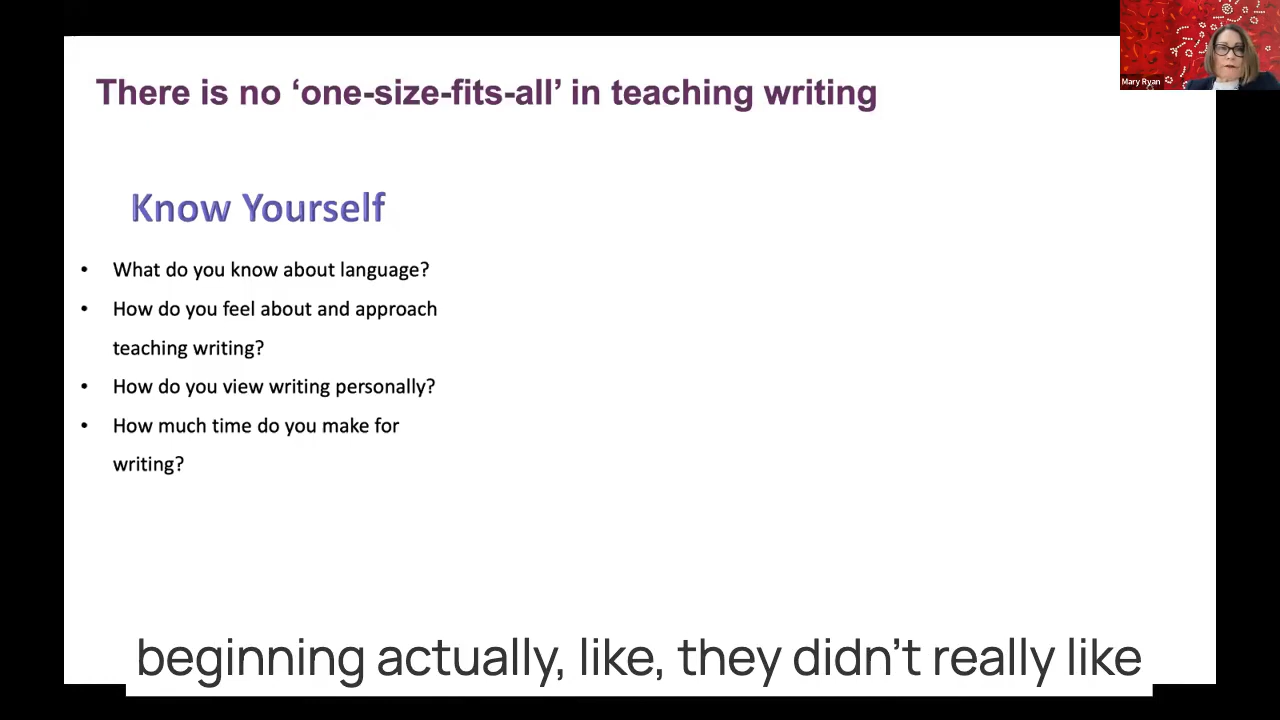 There is no ‘one-size-fits-all’ in teaching writing
Mary Ryan
Know Yourself
• What do you know about language?
• How do you feel about and approach
teaching writing?
• How do you view writing personally?
• How much time do you make for
writing?
beginning actually, like, they didn’t really like